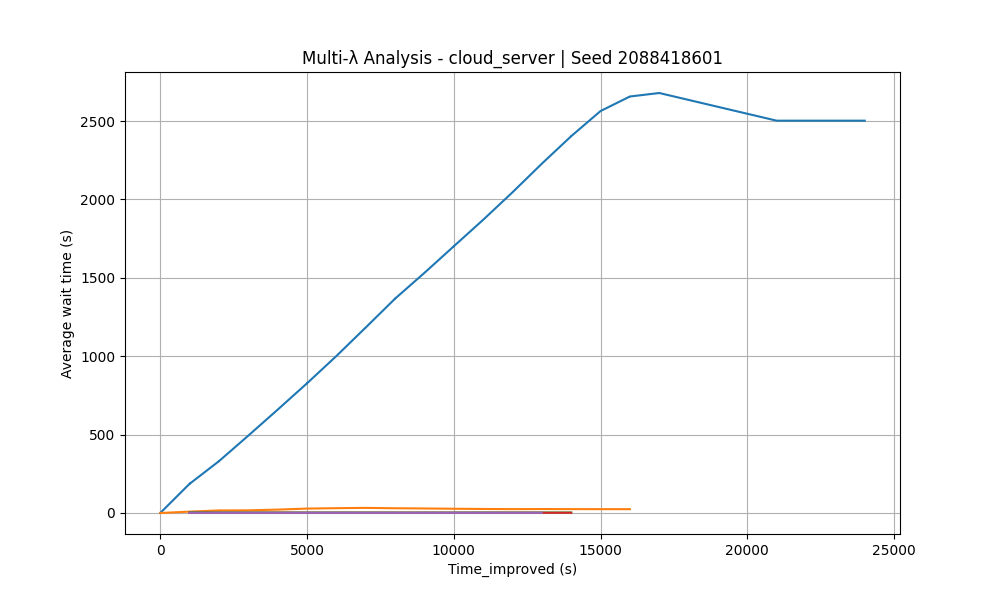 Multi-λ Analysis - cloud_server | Seed 2088418601
Average wait time (s)
2500
2000
1500
1000
500
0
0 5000 10000 15000 20000 25000
Time_improved (s)